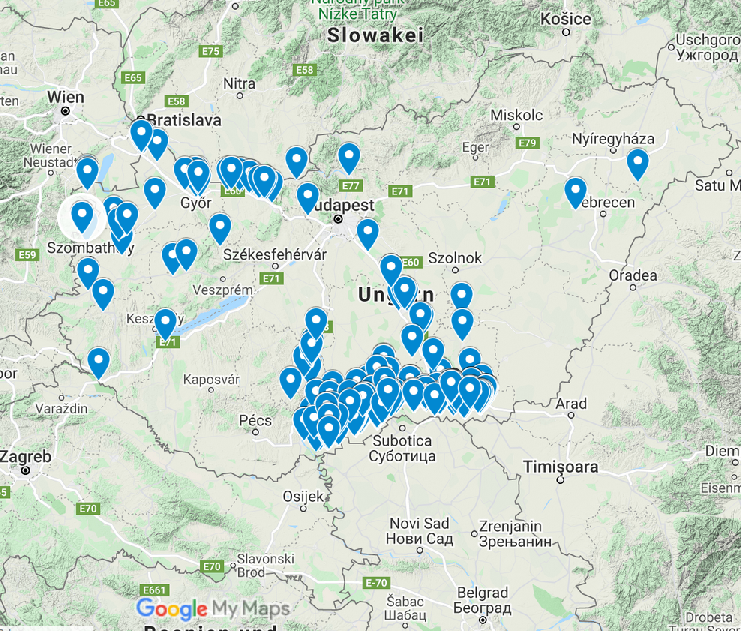 Národný park
Nízke Tatry
Košice
Slowakei
Uschgorod
Ужгород
E75
E58
Nitra
E65
Wien
E58
Bratislava
Miskolc
Wiener
Neustadt
Eger
E79
Nyíregyháza
E77
E71
E71
Satu M
Győr
Budapest
Debrecen
Szombathely
E59
Székesfehérvár
E60
Szolnok
Oradea
E71
Veszprém
Ungarn
Keszthely
E71
Kaposvár
Varaždin
Pécs
Arad
Zagreb
Subotica
Суботица
Timișoara
Osijek
E70
Novi Sad
Нови Сад
Zrenjanin
Зрењанин
E70
Slavonski
Brod
E-70
E661
Šabac
Шабац
Belgrad
Београд
Drobeta
Google My Maps